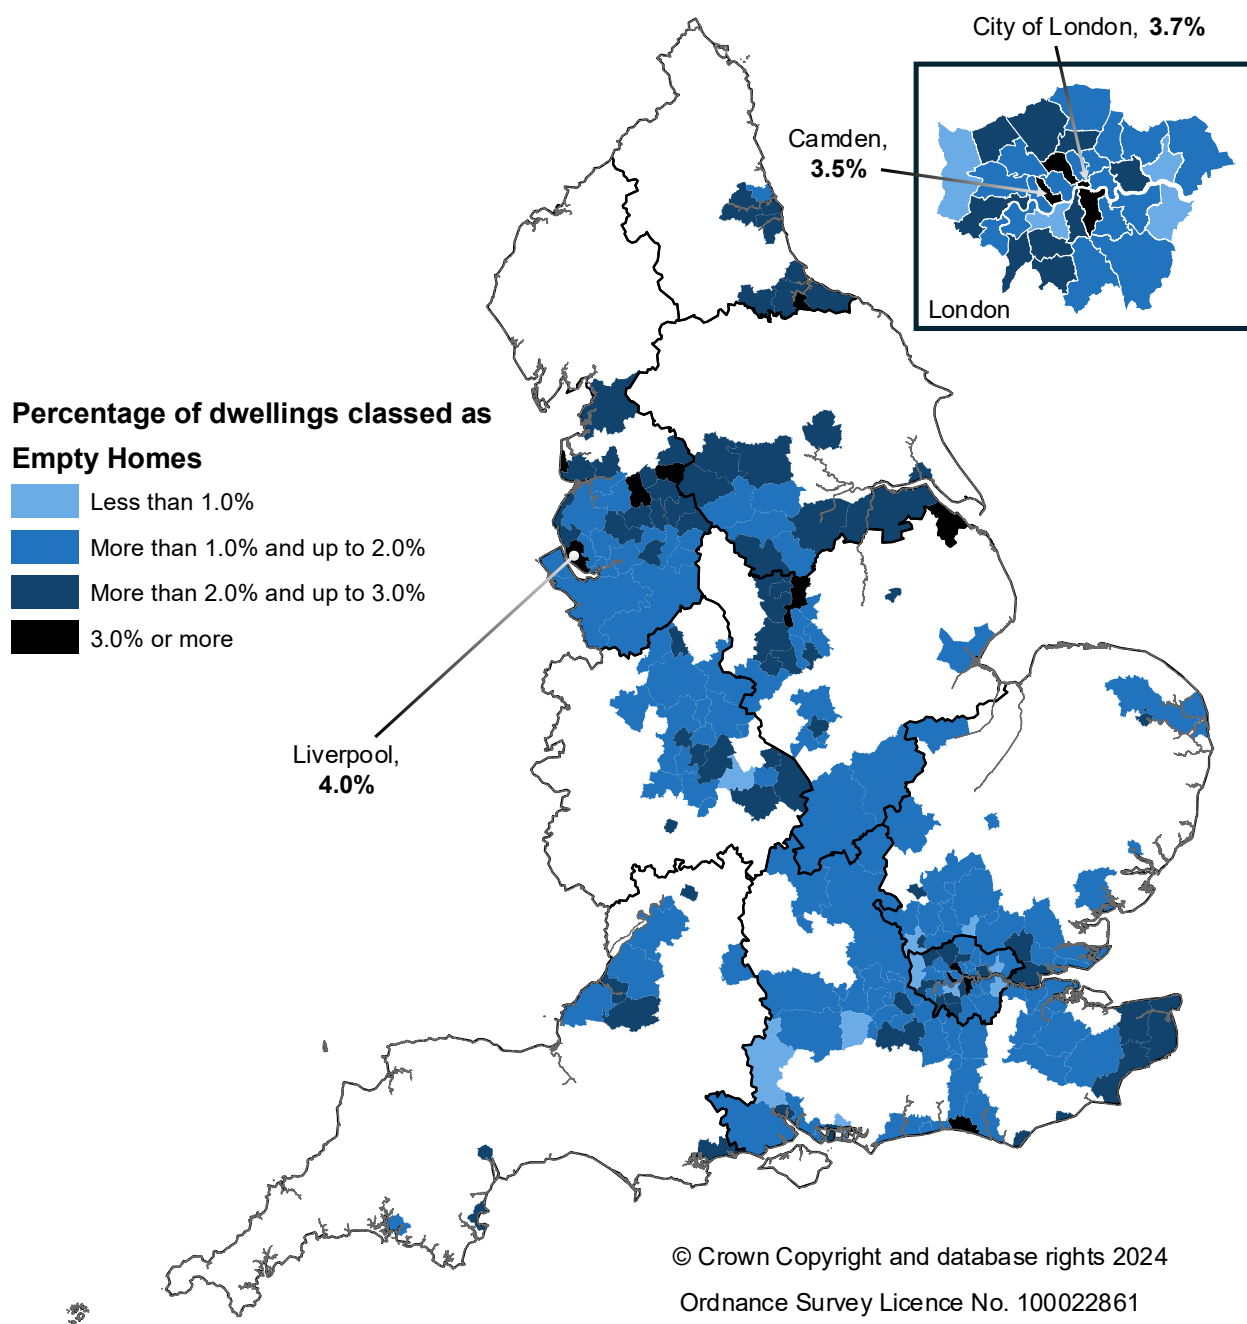 City of London, 3.7%
Camden,
3.5%
London
Percentage of dwellings classed as
Empty Homes
Less than 1.0%
More than 1.0% and up to 2.0%
More than 2.0% and up to 3.0%
3.0% or more
Liverpool,
4.0%
© Crown Copyright and database rights 2024
Ordnance Survey Licence No. 100022861